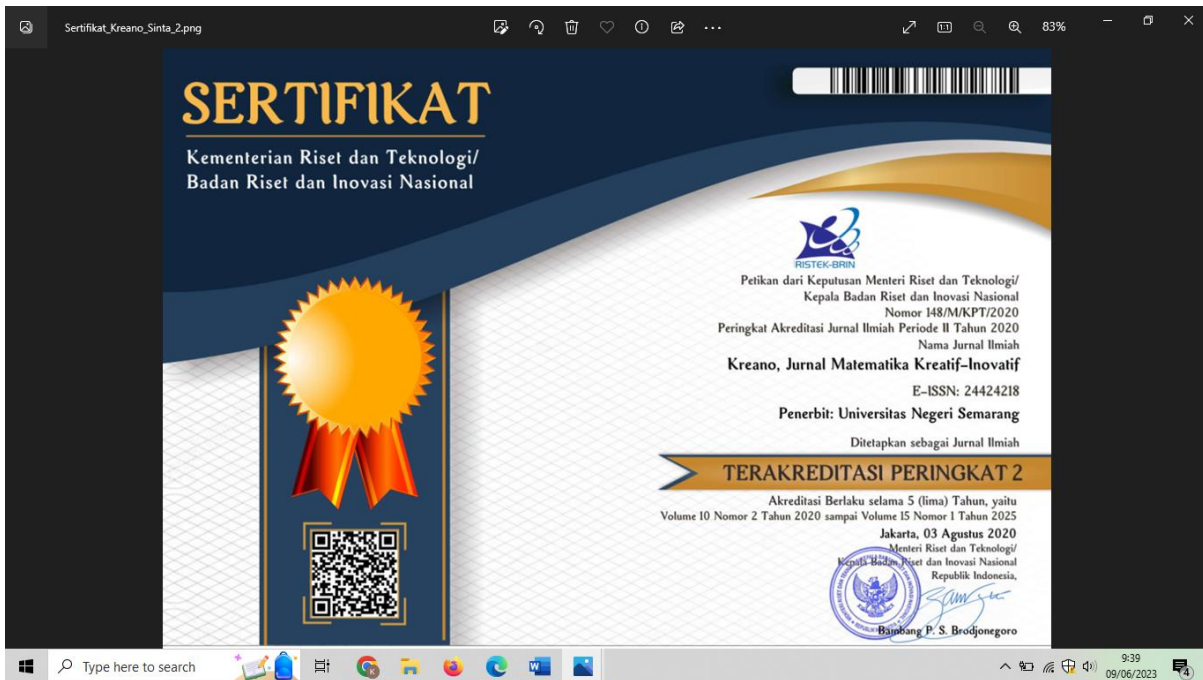 Sertifikat_Kreano_Sinta_2.png
83%
SERTIFIKAT
Kementerian Riset dan Teknologi/
Badan Riset dan Inovasi Nasional
RISTEK-BRIN
Petikan dari Keputusan Menteri Riset dan Teknologi/
Kepala Badan Riset dan Inovasi Nasional
Nomor 148/M/KPT/2020
Peringkat Akreditasi Jurnal Ilmiah Periode II Tahun 2020
Nama Jurnal Ilmiah
Kreano, Jurnal Matematika Kreatif-Inovatif
E-ISSN: 24424218
Penerbit: Universitas Negeri Semarang
Ditetapkan sebagai Jurnal Ilmiah
TERAKREDITASI PERINGKAT 2
Akreditasi Berlaku selama 5 (lima) Tahun, yaitu
Volume 10 Nomor 2 Tahun 2020 sampai Volume 15 Nomor 1 Tahun 2025
Jakarta, 03 Agustus 2020
Menteri Riset dan Teknologi/
Kepala Badan Riset dan Inovasi Nasional
Republik Indonesia,
Bambang P. S. Brodjonegoro
Type here to search
9:39
09/06/2023
4